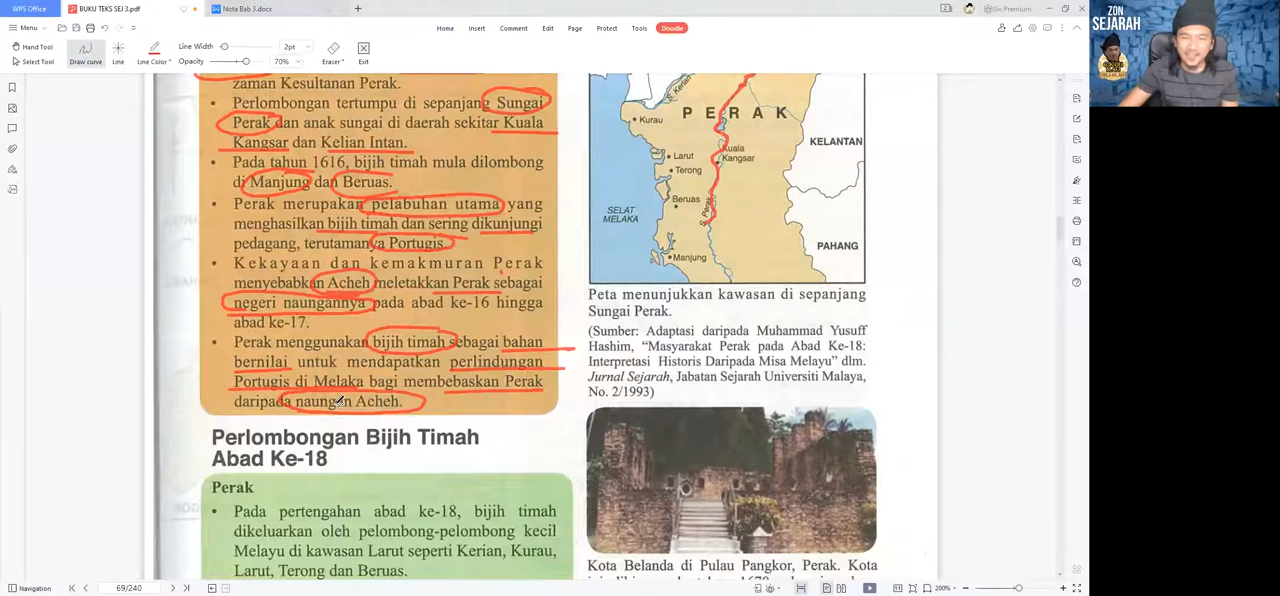 WPS Office
BUKU TEKS SEJ 3.pdf
Nota Bab 3.docx
Go Premium
Menu
Home
Insert
Comment
Edit
Page
Protect
Tools
Doodle
Hand Tool
Select Tool
Draw curve
Line
Line Color
Line Width
2pt
Opacity
70%
Eraser
Exit
zaman Kesultanan Perak.
• Perlombongan tertumpu di sepanjang Sungai
Perak dan anak sungai di daerah sekitar Kuala
Kangsar dan Kelian Intan.
• Pada tahun 1616, bijih timah mula dilombong
di Manjung dan Beruas.
• Perak merupakan pelabuhan utama yang
menghasilkan bijih timah dan sering dikunjungi
pedagang, terutamanya Portugis.
• Kekayaan dan kemakmuran Perak
menyebabkan Acheh meletakkan Perak sebagai
negeri naungannya pada abad ke-16 hingga
abad ke-17.
• Perak menggunakan bijih timah sebagai bahan
bernilai untuk mendapatkan perlindungan
Portugis di Melaka bagi membebaskan Perak
daripada naungan Acheh.
Perlombongan Bijih Timah
Abad Ke-18
Perak
• Pada pertengahan abad ke-18, bijih timah
dikeluarkan oleh pelombong-pelombong kecil
Melayu di kawasan Larut seperti Kerian, Kurau,
Larut, Terong dan Beruas.
PERAK
Kurau
Larut
Terong
Beruas
Manjung
Kuala
Kangsar
S. Perak
KELANTAN
PAHANG
SELAT
MELAKA
Peta menunjukkan kawasan di sepanjang
Sungai Perak.
(Sumber: Adaptasi daripada Muhammad Yusuff
Hashim, “Masyarakat Perak pada Abad Ke-18:
Interpretasi Historis Daripada Misa Melayu” dlm.
Jurnal Sejarah, Jabatan Sejarah Universiti Malaya,
No. 2/1993)
Kota Belanda di Pulau Pangkor, Perak. Kota
ZON
SEJARAH
Navigation
69/240
200%